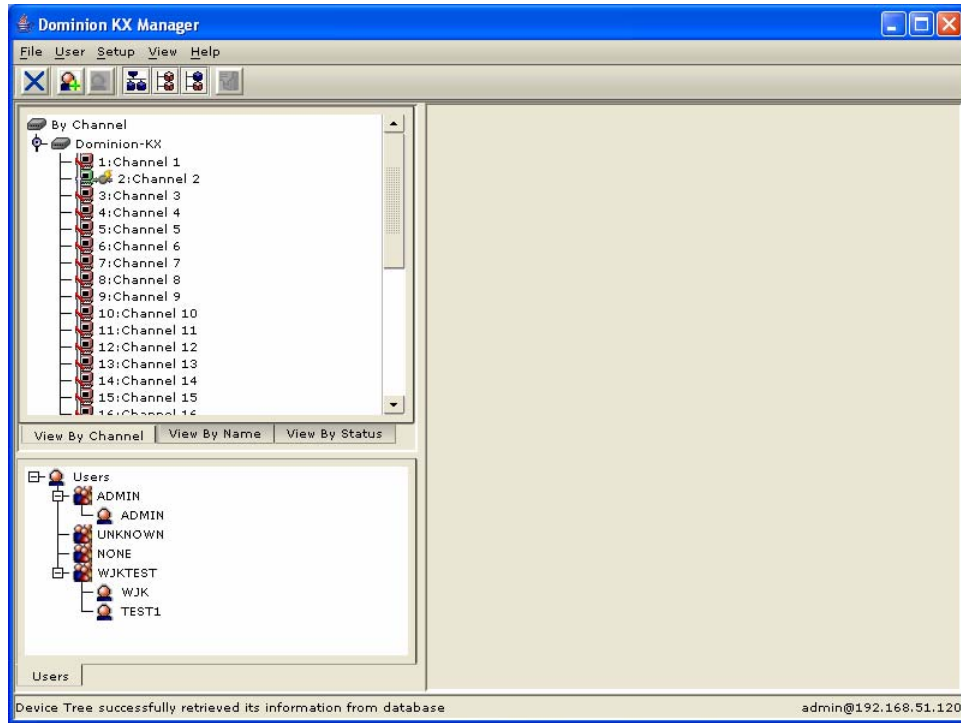 Dominion KX Manager
File User Setup View Help
By Channel
Dominion-KX
1:Channel 1
2:Channel 2
3:Channel 3
4:Channel 4
5:Channel 5
6:Channel 6
7:Channel 7
8:Channel 8
9:Channel 9
10:Channel 10
11:Channel 11
12:Channel 12
13:Channel 13
14:Channel 14
15:Channel 15
16:Channel 16
View By Channel View By Name View By Status
Users
ADMIN
ADMIN
UNKNOWN
NONE
WJKTEST
WJK
TEST1
Users
Device Tree successfully retrieved its information from database admin@192.168.51.120